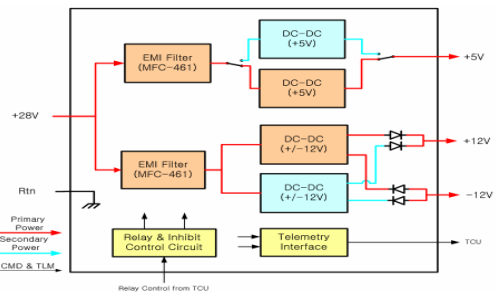 DC-DC
(+5V)
EMI Filter
(MFC-461)
+5V
DC-DC
(+5V)
+28V
DC-DC
(+/-12V)
+12V
EMI Filter
(MFC-461)
DC-DC
(+/-12V)
Rtn
-12V
Primary
Power
Secondary
Power
Relay & Inhibit
Control Circuit
Telemetry
Interface
TCU
CMD & TLM
Relay Control from TCU